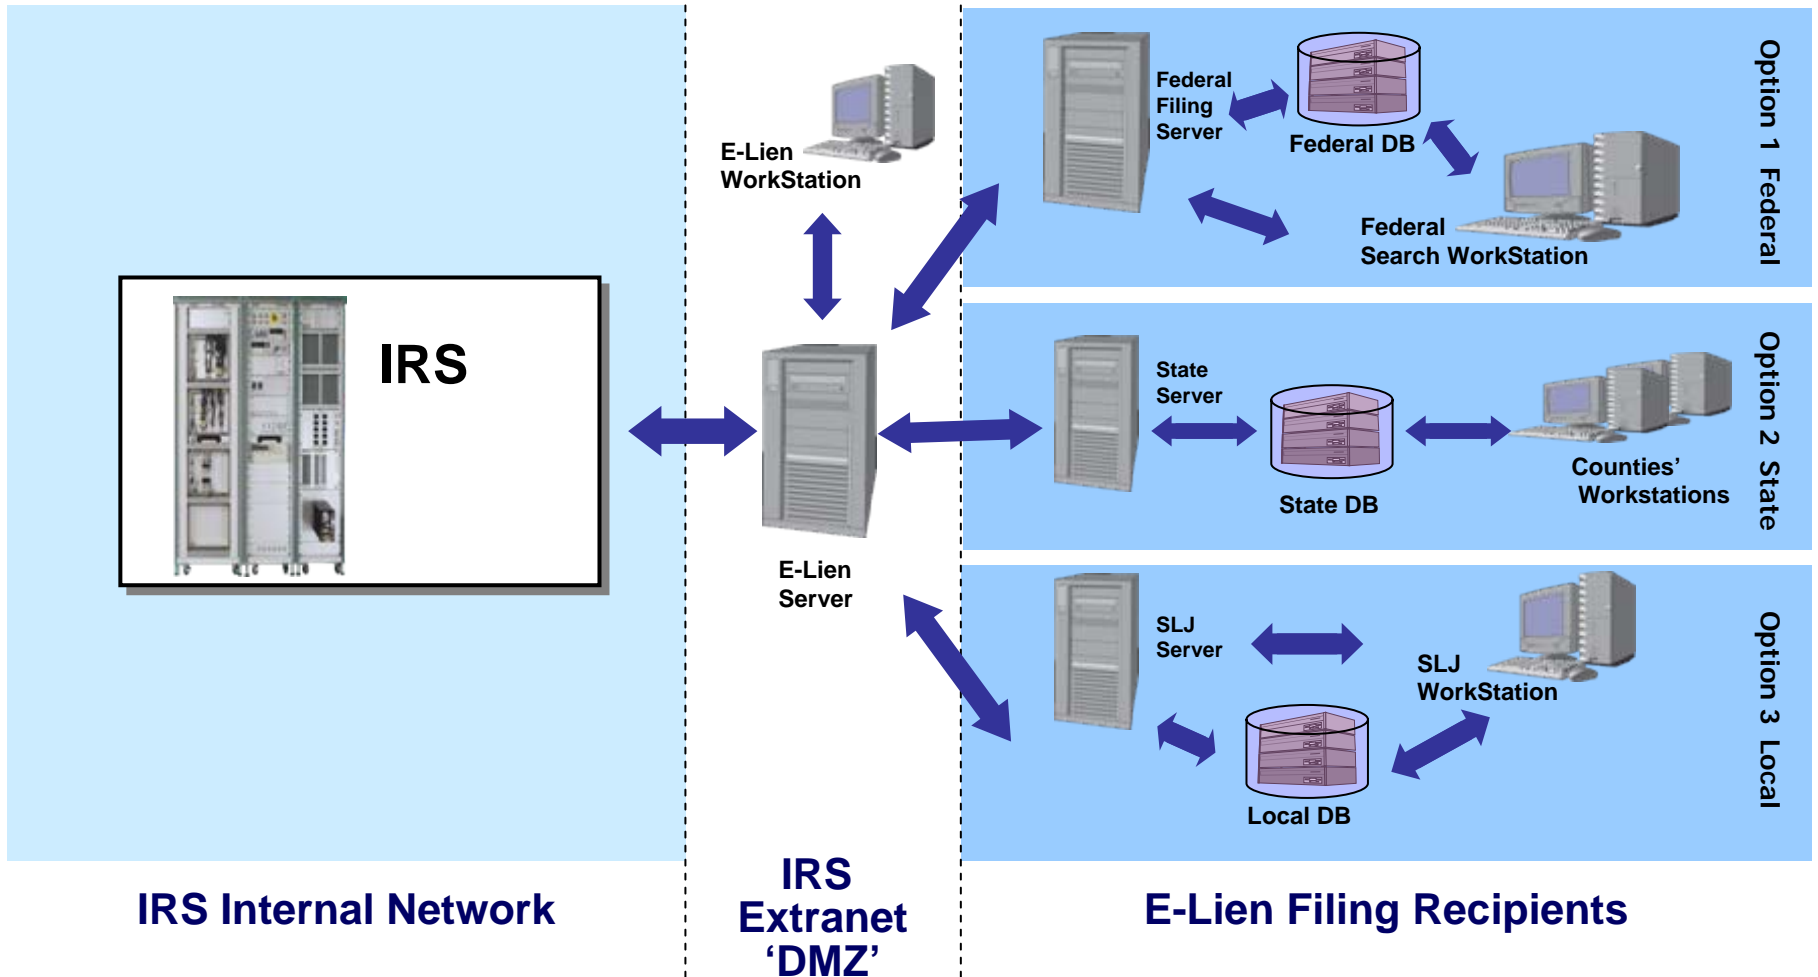 IRS
E-Lien
WorkStation
E-Lien
Server
Federal
Filing
Server
Federal DB
Federal
Search WorkStation
Option 1 Federal
State
Server
State DB
Counties’
Workstations
Option 2 State
SLJ
Server
SLJ
WorkStation
Local DB
Option 3 Local
IRS Internal Network
IRS
Extranet
‘DMZ’
E-Lien Filing Recipients